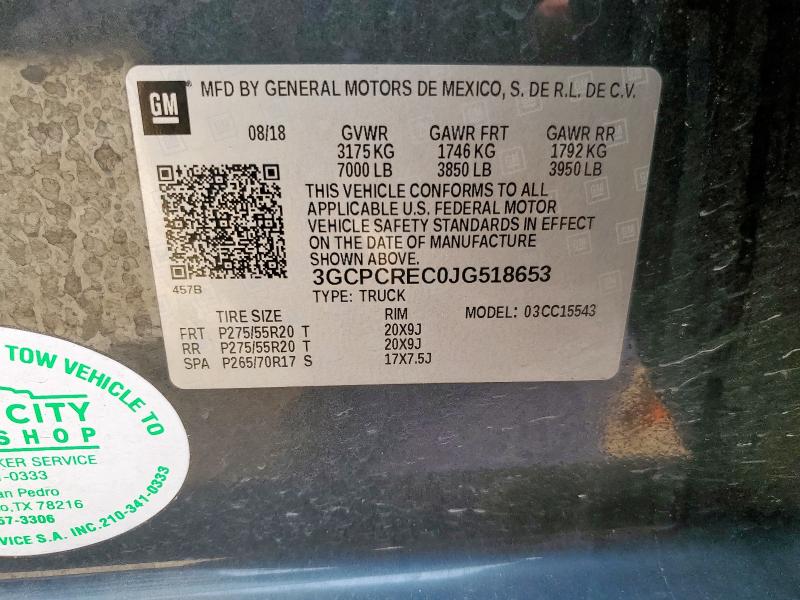 GM
MFD BY GENERAL MOTORS DE MEXICO, S. DE R.L. DE C.V.
08/18 GVWR GAWR FRT GAWR RR
3175 KG 1746 KG 1792 KG
7000 LB 3850 LB 3950 LB
THIS VEHICLE CONFORMS TO ALL
APPLICABLE U.S. FEDERAL MOTOR
VEHICLE SAFETY STANDARDS IN EFFECT
ON THE DATE OF MANUFACTURE
SHOWN ABOVE.
457B
3GCPCREC0JG518653
TYPE: TRUCK MODEL: 03CC15543
TIRE SIZE RIM
FRT P275/55R20 T 20X9J
RR P275/55R20 T 20X9J
SPA P265/70R17 S 17X7.5J
TOW VEHICLE TO
CITY
SHOP
KER SERVICE
-0333
an Pedro
o,TX 78216
57-3306
VICE S.A. INC.210-341-0333